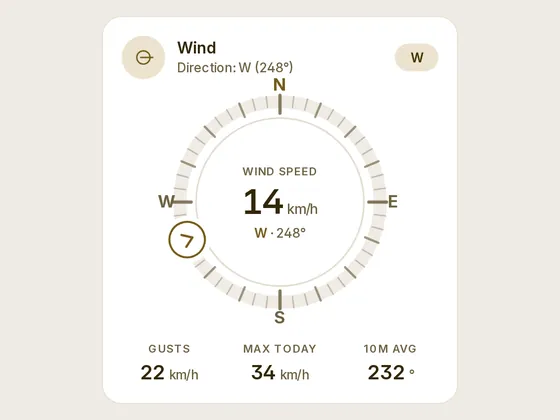 Wind
Direction: W (248°)
W
N
W
E
S
WIND SPEED
14 km/h
W · 248°
GUSTS
22 km/h
MAX TODAY
34 km/h
10M AVG
232 °